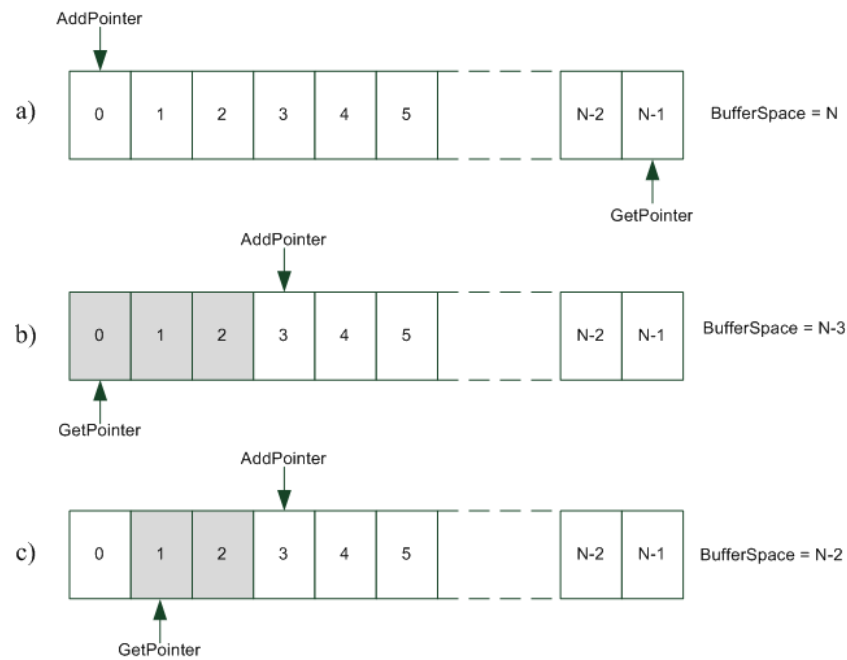 AddPointer
a) 0 1 2 3 4 5 N-2 N-1 BufferSpace = N
GetPointer
AddPointer
b) 0 1 2 3 4 5 N-2 N-1 BufferSpace = N-3
GetPointer
AddPointer
c) 0 1 2 3 4 5 N-2 N-1 BufferSpace = N-2
GetPointer